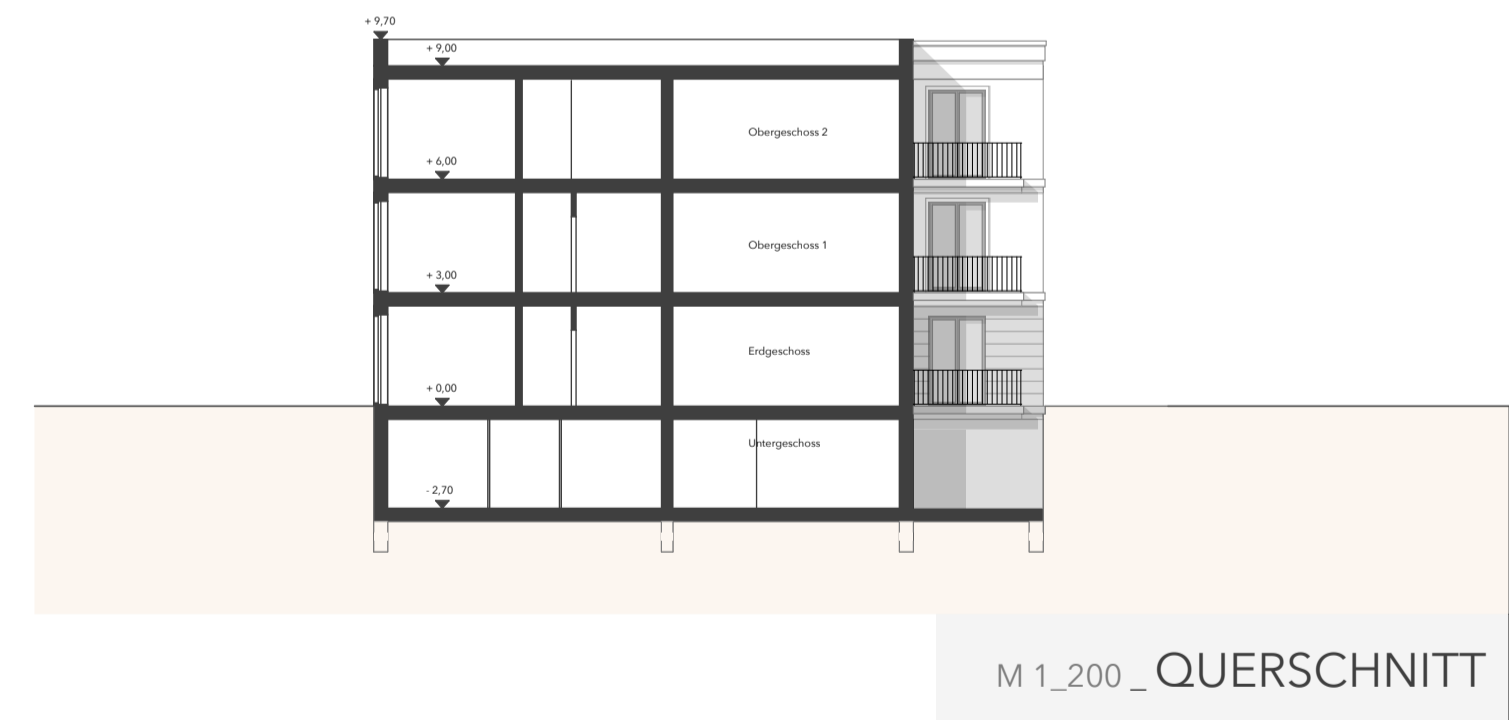 + 9,70
+ 9,00
Obergeschoss 2
+ 6,00
Obergeschoss 1
+ 3,00
Erdgeschoss
+ 0,00
Untergeschoss
- 2,70
M 1_200 _ QUERSCHNITT